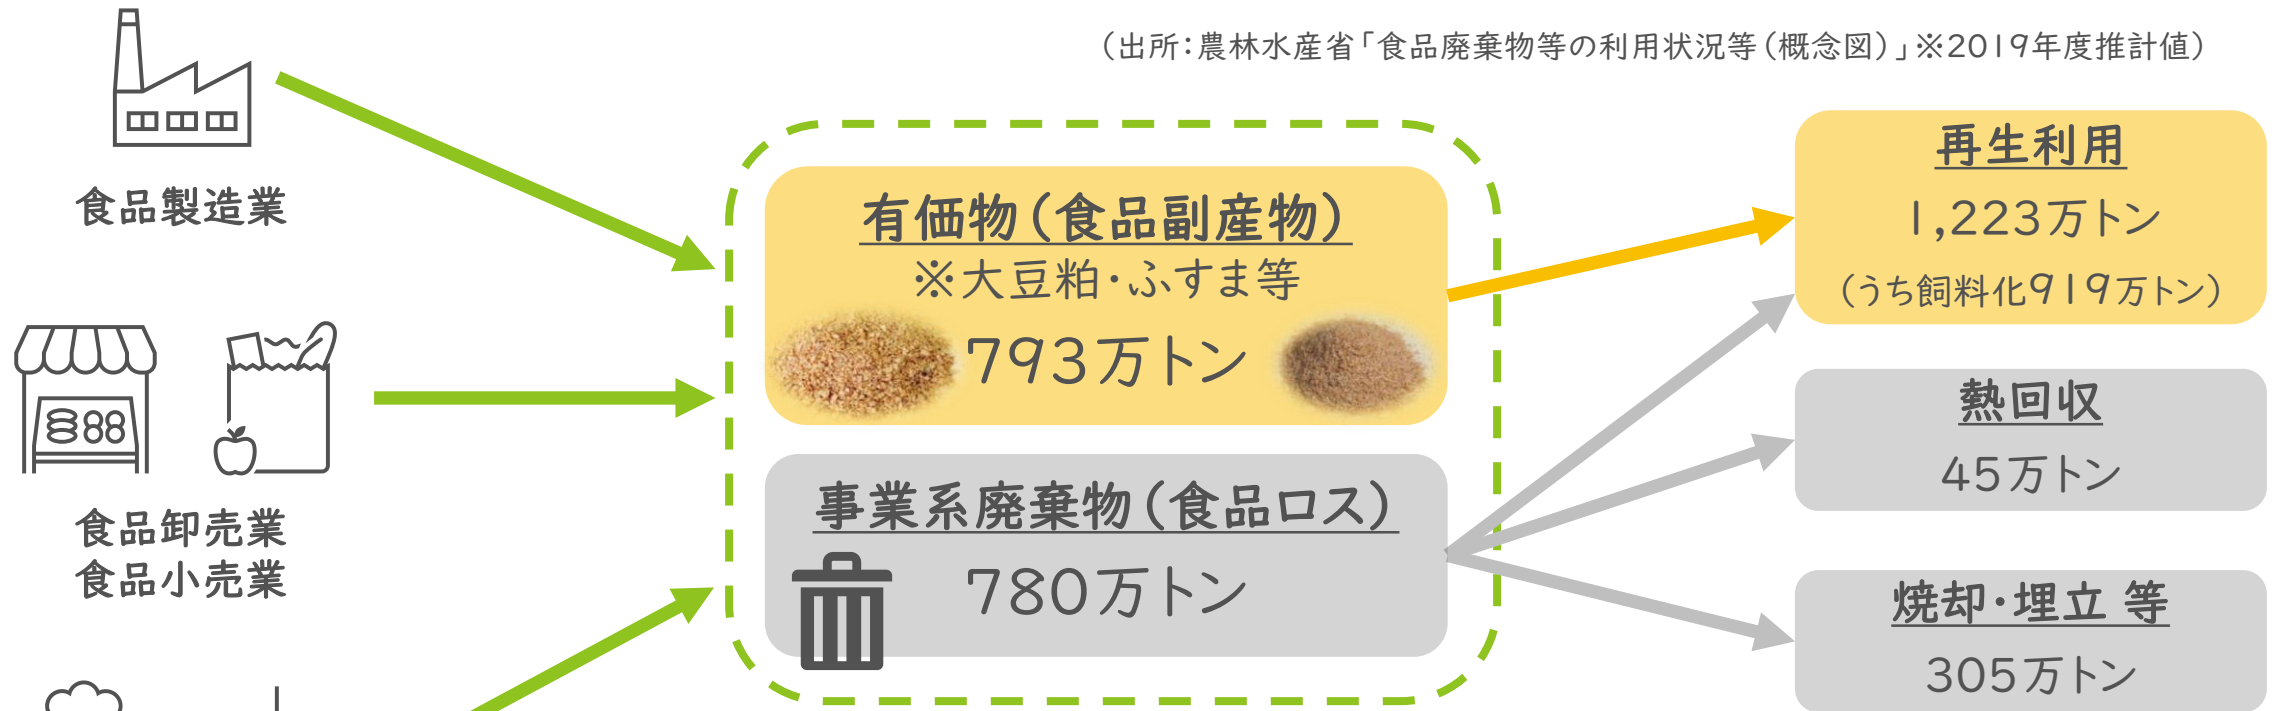 （出所：農林水産省「食品廃棄物等の利用状況等（概念図）」※2019年度推計値）
食品製造業
食品卸売業
食品小売業
有価物（食品副産物）
※大豆粕・ふすま等
793万トン
事業系廃棄物（食品ロス）
780万トン
再生利用
1,223万トン
（うち飼料化919万トン）
熱回収
45万トン
焼却・埋立 等
305万トン